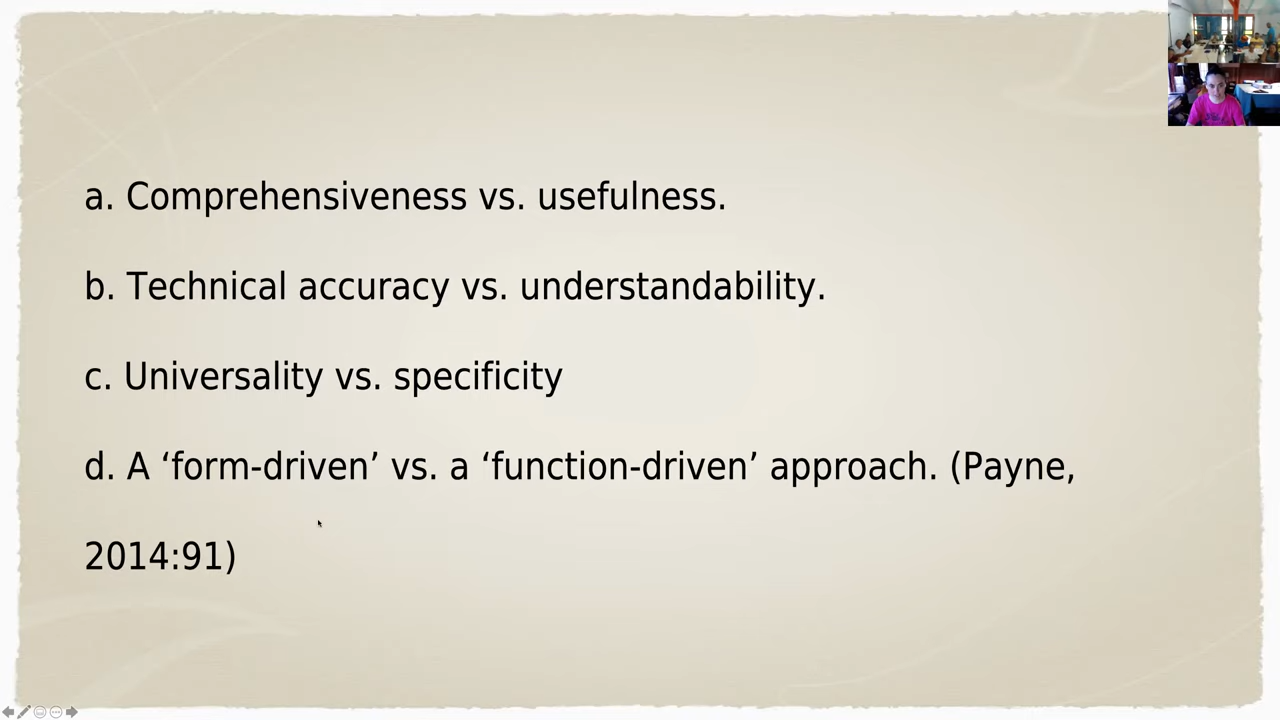 a. Comprehensiveness vs. usefulness.
b. Technical accuracy vs. understandability.
c. Universality vs. specificity
d. A ‘form-driven’ vs. a ‘function-driven’ approach. (Payne,
2014:91)